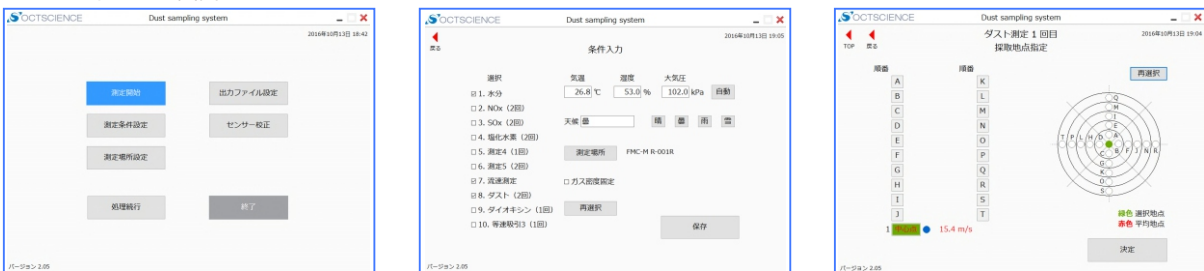 OCTSCIENCE Dust sampling system
2016年10月13日 18:42
測定開始 出力ファイル設定
測定条件設定 センサー校正
測定場所設定
処理続行 終了
バージョン 2.05
OCTSCIENCE Dust sampling system
2016年10月13日 19:05
戻る
条件入力
選択 気温 湿度 大気圧
☑1. 水分 26.8 ℃ 53.0 % 102.0 kPa 自動
□2. NOx（2回）
□3. SOx（2回） 天候 曇 晴 曇 雨 雪
□4. 塩化水素（2回）
□5. 測定4（1回） 測定場所 FMC-M R-001R
□6. 測定5（2回）
☑7. 流速測定 □ガス密度固定
☑8. ダスト（2回）
□9. ダイオキシン（1回） 再選択
□10. 等速吸引3（1回） 保存
バージョン 2.05
OCTSCIENCE Dust sampling system
2016年10月13日 19:04
TOP 戻る
ダスト測定 1 回目
採取地点指定
順番 順番
再選択
A K
B L
C M
D N
E O
F P
G Q
H R
I S
J T
1 中心点 15.4 m/s
Q
M
I
E
T P L H D A B F J N R
C
G
K
O
S
緑色 選択地点
赤色 平均地点
決定
バージョン 2.05